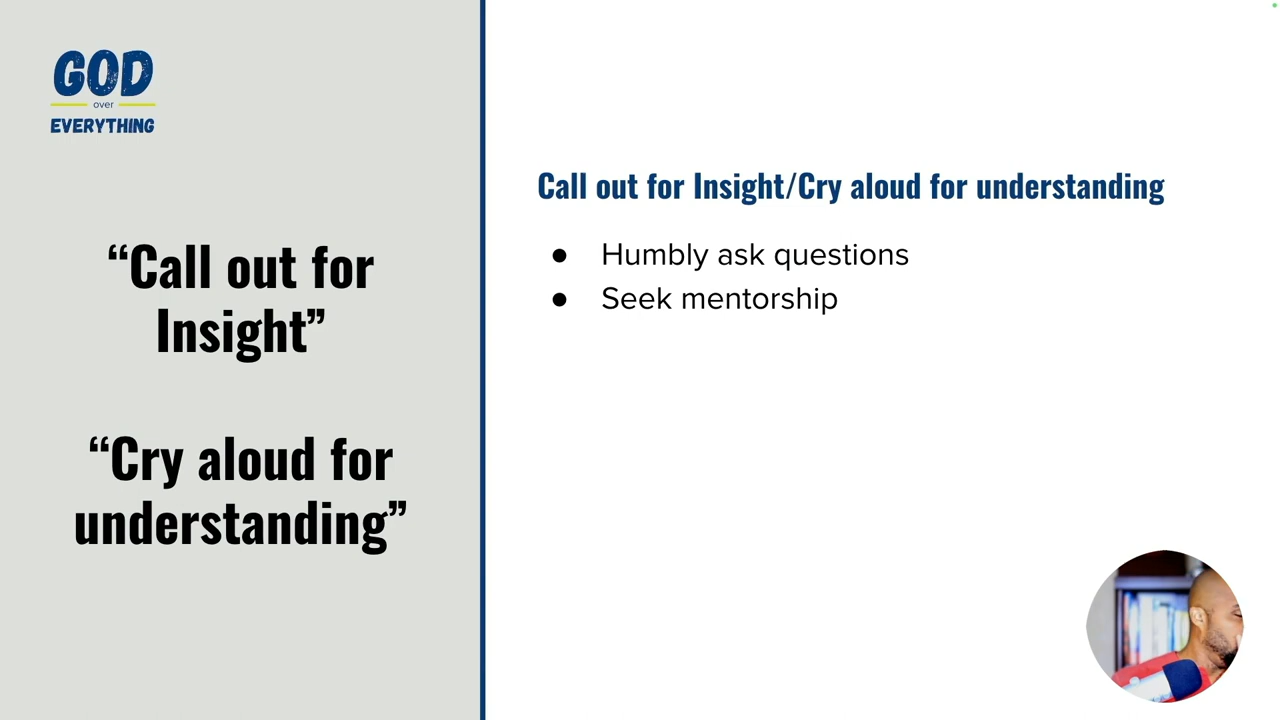 GOD
over
EVERYTHING
“Call out for
Insight”
“Cry aloud for
understanding”
Call out for Insight/Cry aloud for understanding
● Humbly ask questions
● Seek mentorship